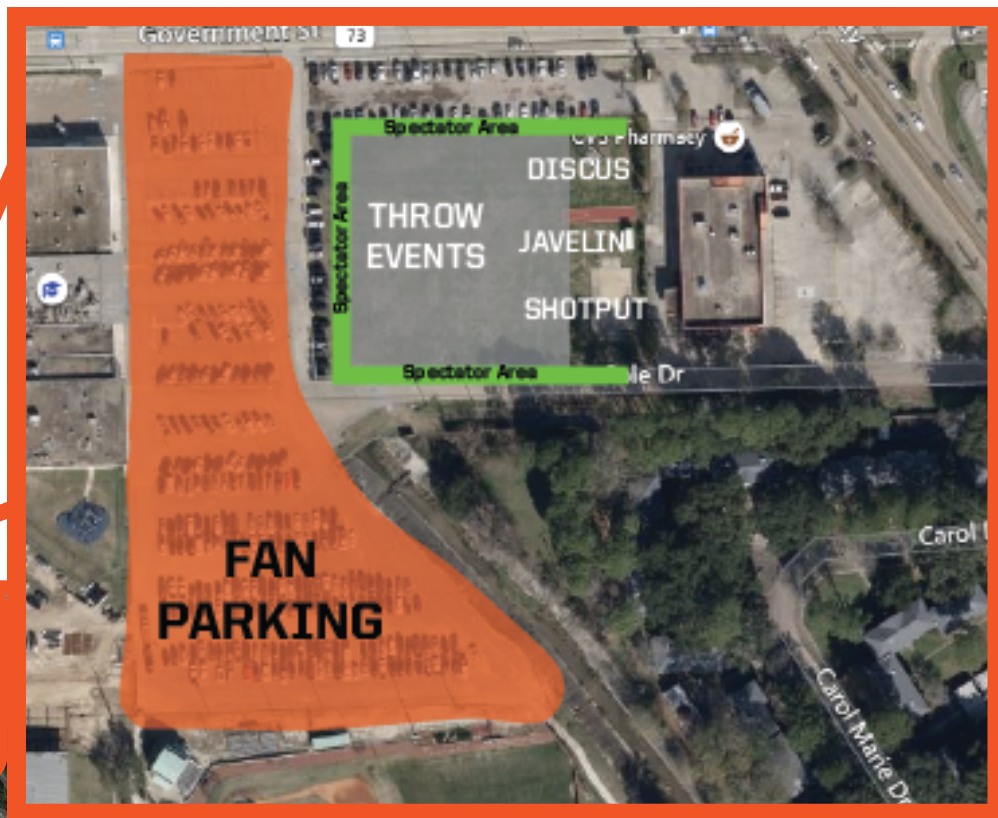 Government St 73
Spectator Area
CVS Pharmacy
DISCUS
THROW
EVENTS
Spectator Area
JAVELIN
SHOTPUT
Spectator Area
Dr
FAN
PARKING
Carol
Carol Marie Dr